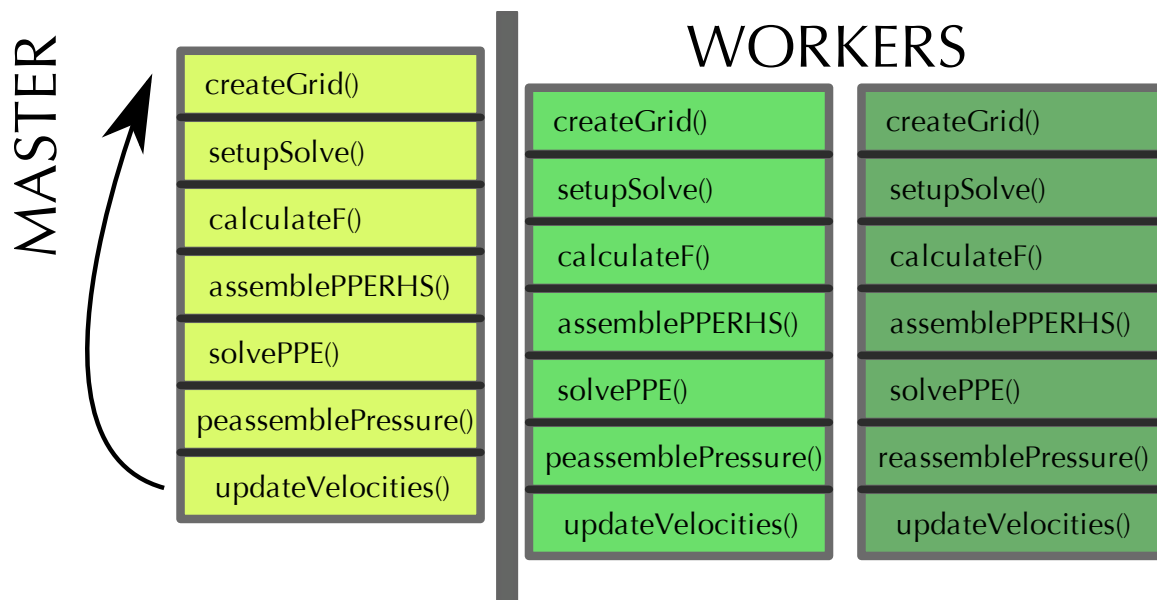 MASTER
createGrid()
setupSolve()
calculateF()
assemblePPERHS()
solvePPE()
peassemblePressure()
updateVelocities()
WORKERS
createGrid()
setupSolve()
calculateF()
assemblePPERHS()
solvePPE()
peassemblePressure()
updateVelocities()
createGrid()
setupSolve()
calculateF()
assemblePPERHS()
solvePPE()
reassemblePressure()
updateVelocities()